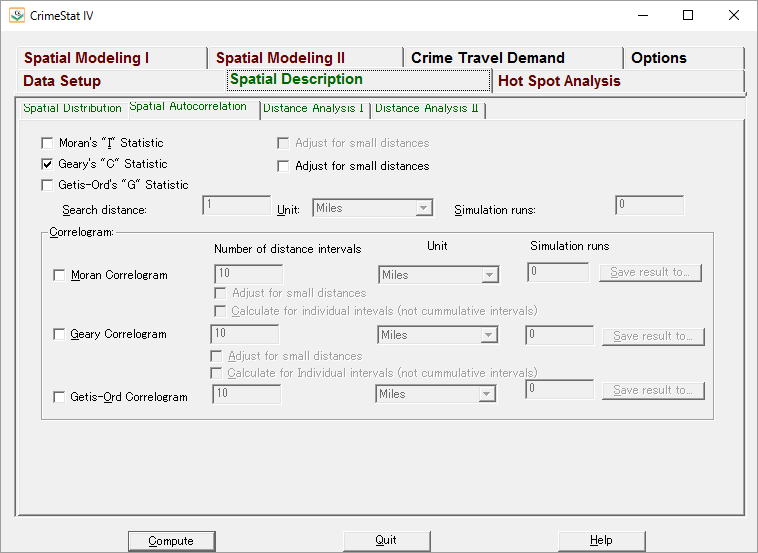 CrimeStat IV
Spatial Modeling I Spatial Modeling II Crime Travel Demand Options
Data Setup Spatial Description Hot Spot Analysis
Spatial Distribution Spatial Autocorrelation Distance Analysis I Distance Analysis II
Moran's "I" Statistic Adjust for small distances
Geary's "C" Statistic Adjust for small distances
Getis-Ord's "G" Statistic
Search distance: 1 Unit: Miles Simulation runs: 0
Correlogram:
Number of distance intervals Unit Simulation runs
Moran Correlogram 10 Miles 0 Save result to...
Adjust for small distances
Calculate for individual intevals (not cummulative intervals)
Geary Correlogram 10 Miles 0 Save result to...
Adjust for small distances
Calculate for Individual intervals (not cummulative intervals)
Getis-Ord Correlogram 10 Miles 0 Save result to...
Compute Quit Help